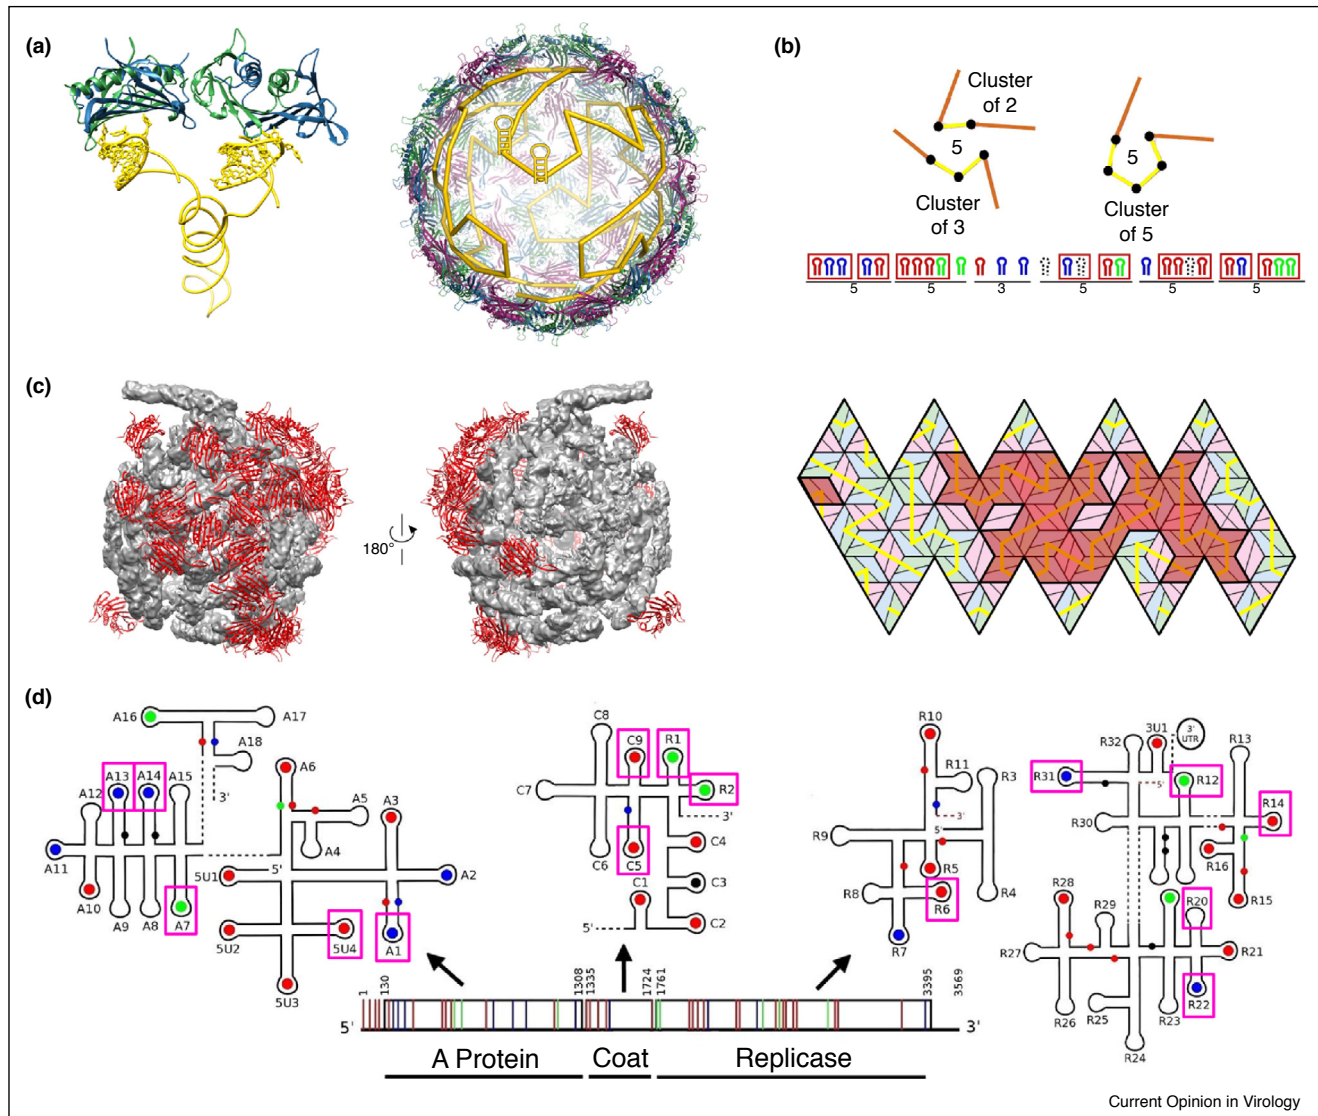 (a)
(b)
Cluster
of 2
5
Cluster
of 3
5
Cluster
of 5
5 5 3 5 5 5
(c)
180°
(d)
A16
A17
A18
A13
A14
A15
A12
3'
A6
A5
A3
A4
A11
5U1
5'
A2
A10
A9
A8
A7
5U2
5U4
A1
5U3
C8
C9
R1
C7
R2
3'
C6
C5
C4
C1
C3
5'
C2
R10
R11
R3
3'
R9
5'
R5
R8
R6
R4
R7
3U1
3'
UTR
R32
R13
R31
5'
R12
R14
R30
R16
R28
R29
R20
R15
R27
R21
R22
R26
R25
R23
R24
1
130
1308
1335
1724
1761
3395
3569
5'
3'
A Protein
Coat
Replicase
Current Opinion in Virology